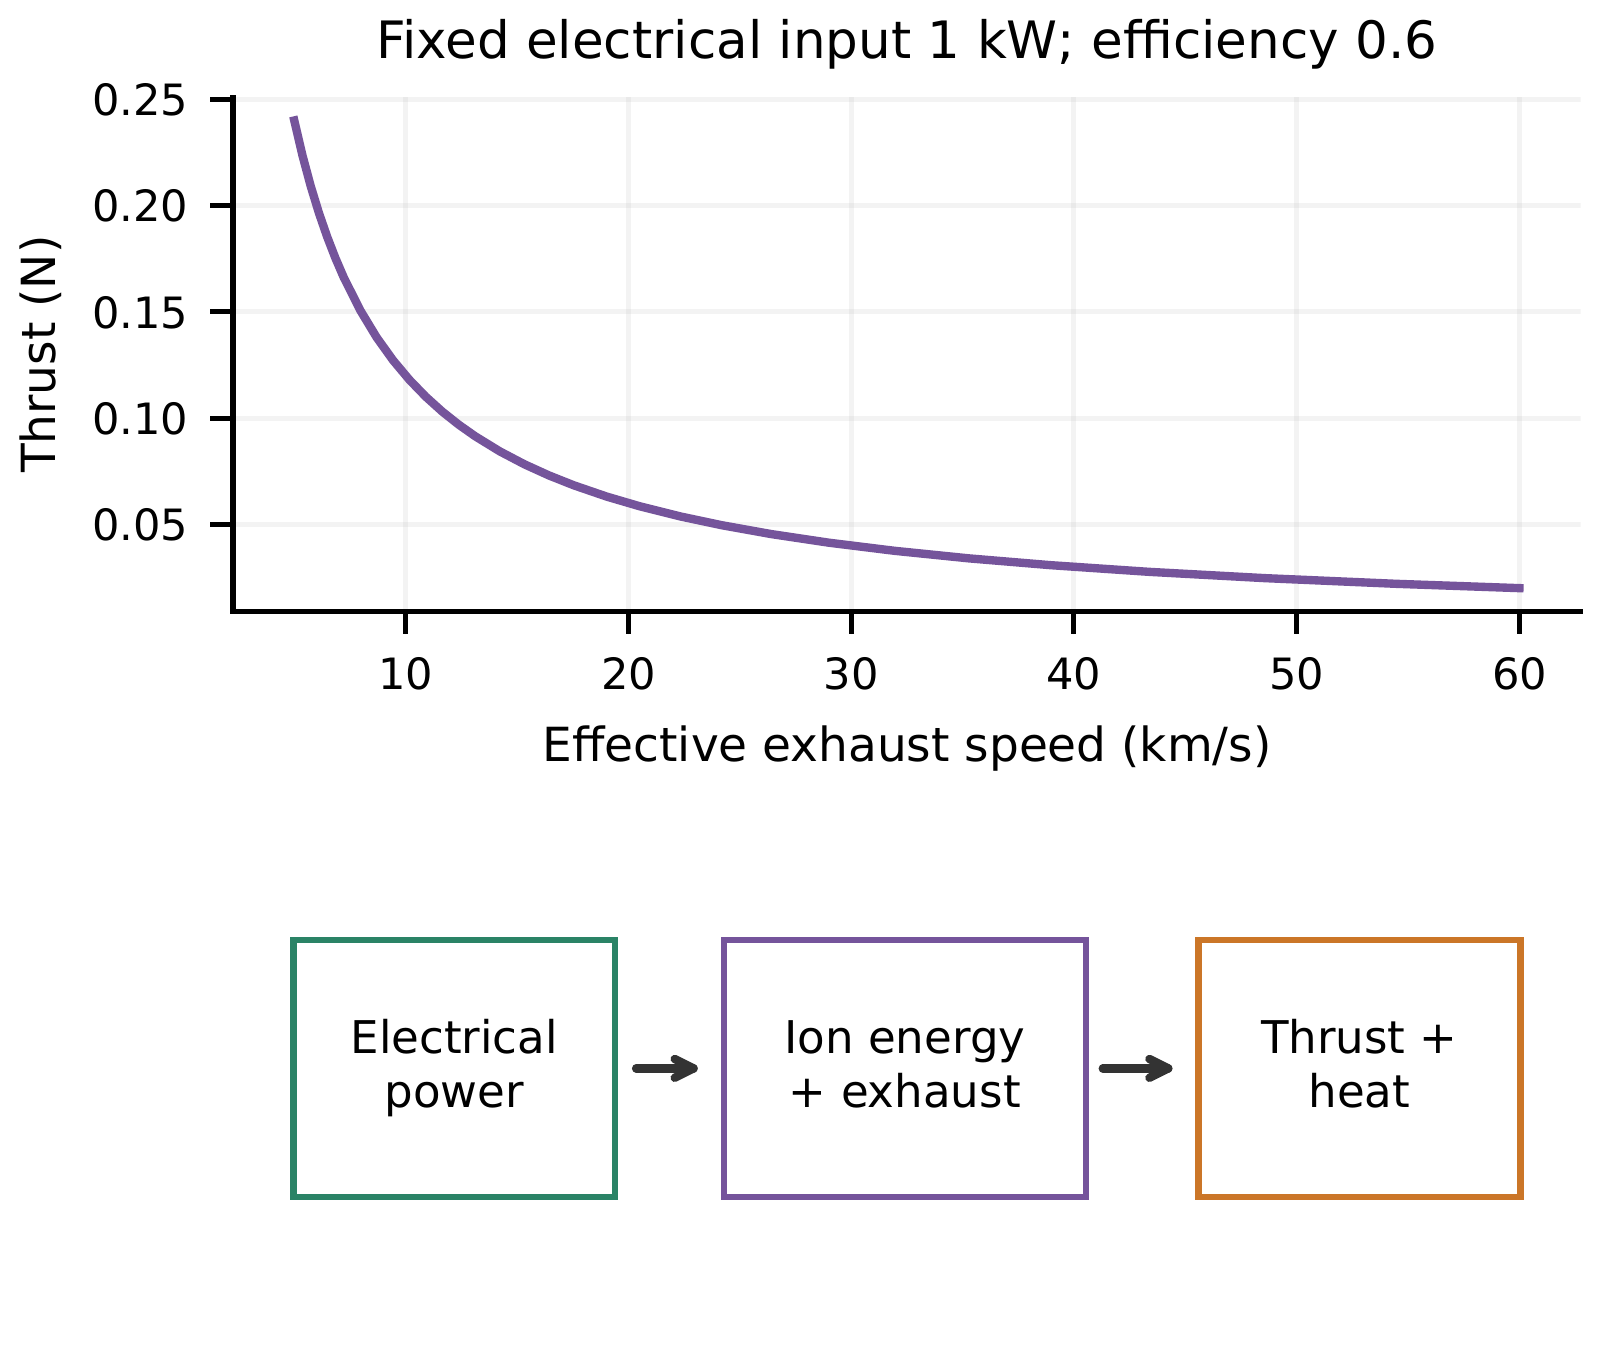 Fixed electrical input 1 kW; efficiency 0.6
0.25
0.20
0.15
0.10
0.05
Thrust (N)
10 20 30 40 50 60
Effective exhaust speed (km/s)
Electrical
power
Ion energy
+ exhaust
Thrust +
heat